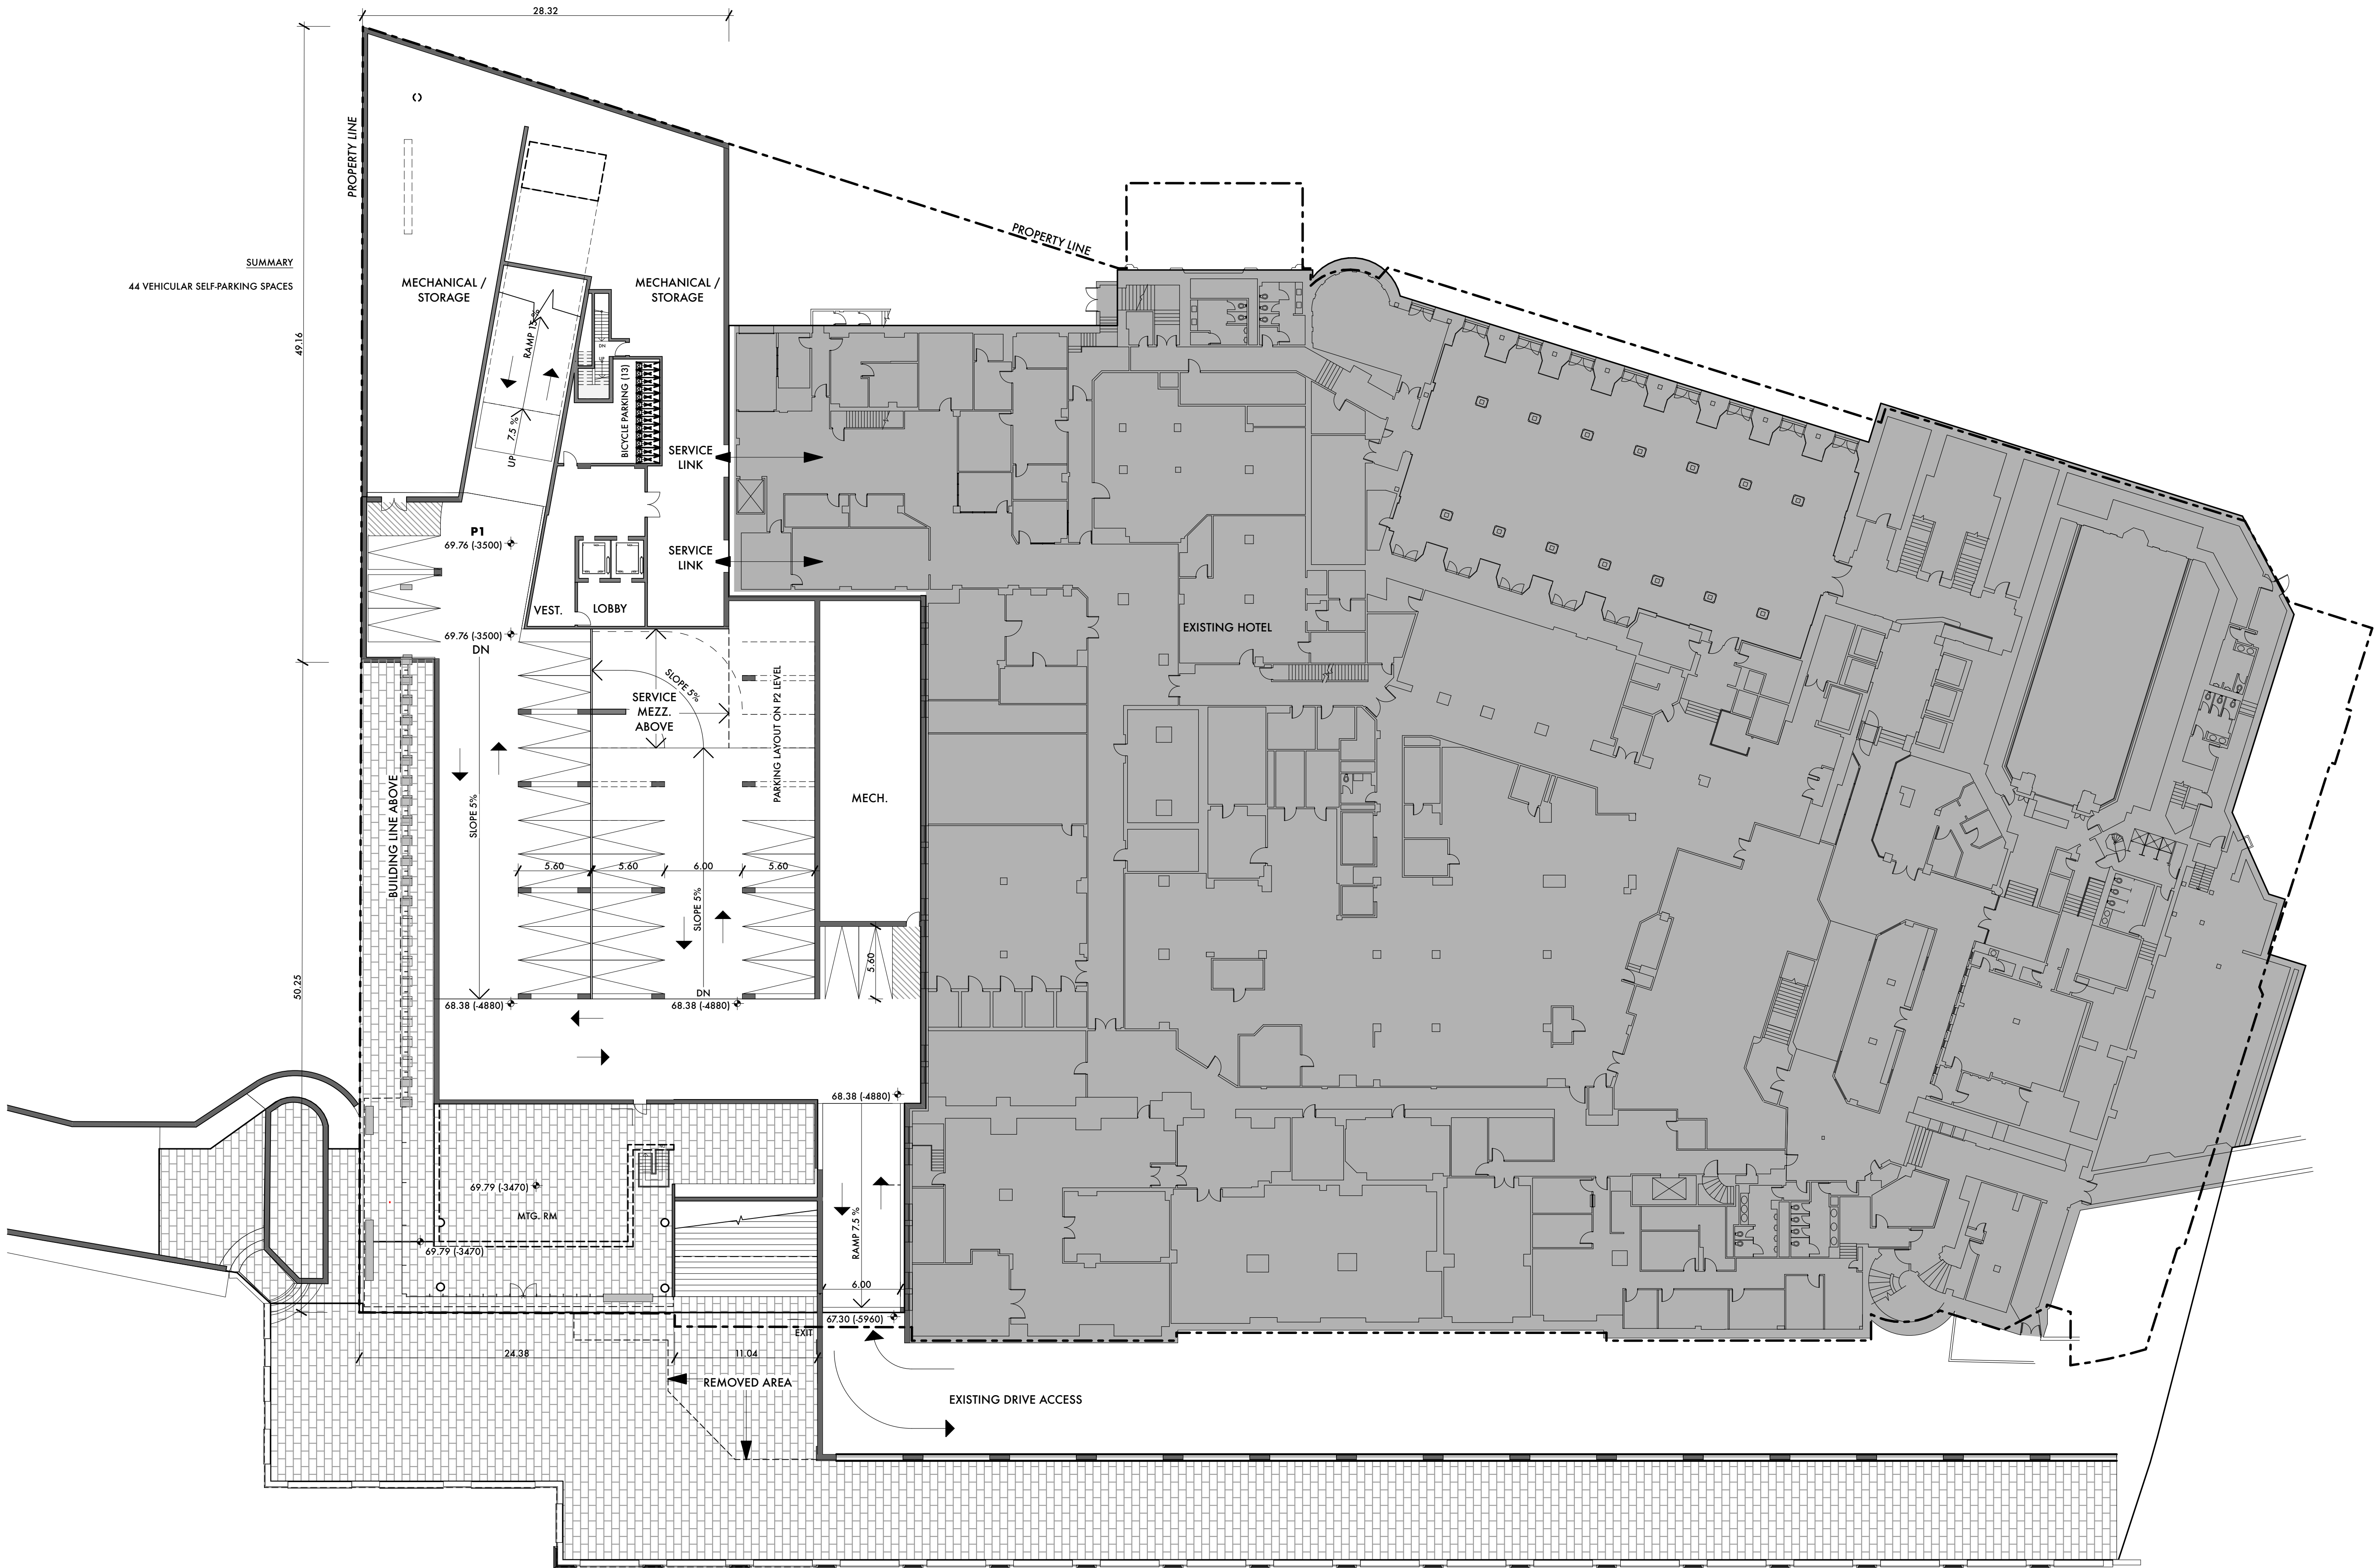 28.32
PROPERTY LINE
PROPERTY LINE
SUMMARY
44 VEHICULAR SELF-PARKING SPACES
49.16
MECHANICAL /
STORAGE
MECHANICAL /
STORAGE
RAMP 15 %
DN
UP
BICYCLE PARKING (13)
7.5 %
UP
SERVICE
LINK
P1
69.76 (-3500)
SERVICE
LINK
VEST.
LOBBY
EXISTING HOTEL
69.76 (-3500)
DN
SLOPE 5%
SERVICE
MEZZ.
ABOVE
PARKING LAYOUT ON P2 LEVEL
BUILDING LINE ABOVE
SLOPE 5%
MECH.
5.60
5.60
6.00
5.60
SLOPE 5%
5.60
50.25
DN
68.38 (-4880)
68.38 (-4880)
68.38 (-4880)
69.79 (-3470)
MTG. RM
69.79 (-3470)
RAMP 7.5 %
6.00
67.30 (-5960)
EXIT
24.38
11.04
REMOVED AREA
EXISTING DRIVE ACCESS